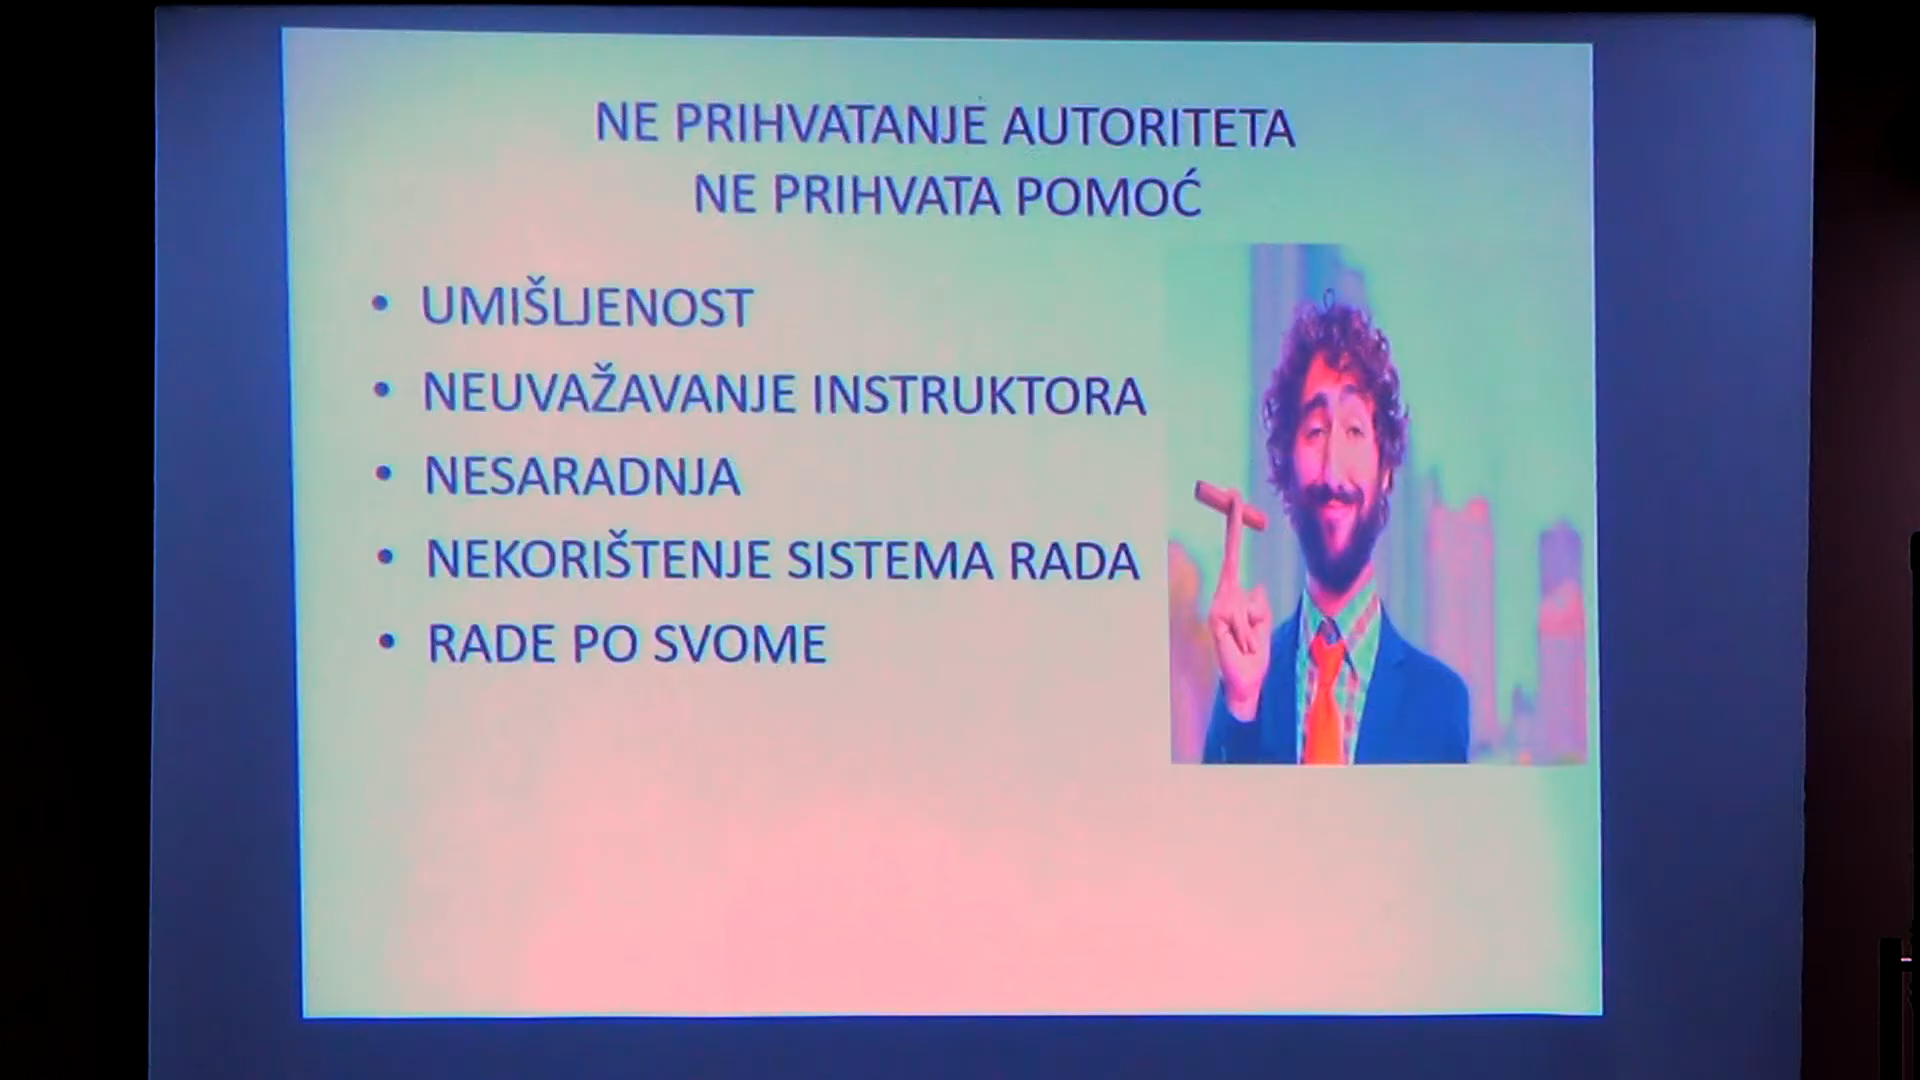 NE PRIHVATANJE AUTORITETA
NE PRIHVATA POMOĆ
• UMIŠLJENOST
• NEUVAŽAVANJE INSTRUKTORA
• NESARADNJA
• NEKORIŠTENJE SISTEMA RADA
• RADE PO SVOME